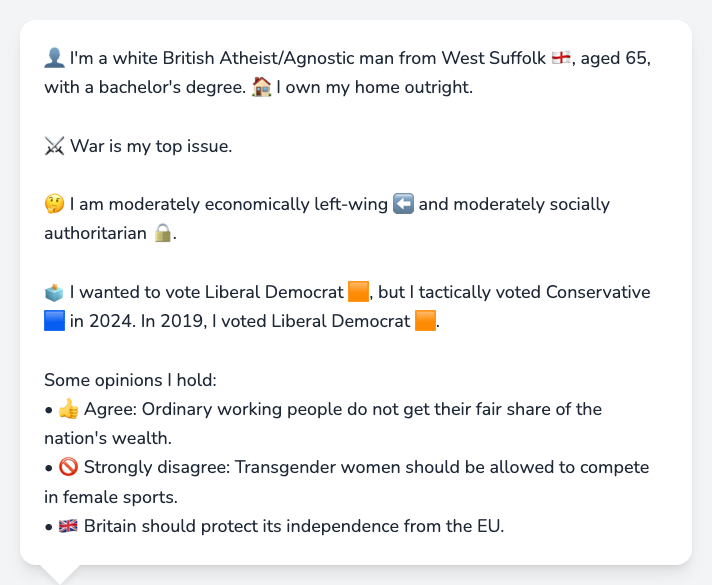 👤 I'm a white British Atheist/Agnostic man from West Suffolk 🏴󠁧󠁢󠁥󠁮󠁧󠁿, aged 65,
with a bachelor's degree. 🏠 I own my home outright.
⚔️ War is my top issue.
🤔 I am moderately economically left-wing ⬅️ and moderately socially
authoritarian 🔒.
🗳️ I wanted to vote Liberal Democrat 🟧, but I tactically voted Conservative
🟦 in 2024. In 2019, I voted Liberal Democrat 🟧.
Some opinions I hold:
• 👍 Agree: Ordinary working people do not get their fair share of the
nation's wealth.
• 🚫 Strongly disagree: Transgender women should be allowed to compete
in female sports.
• 🇬🇧 Britain should protect its independence from the EU.